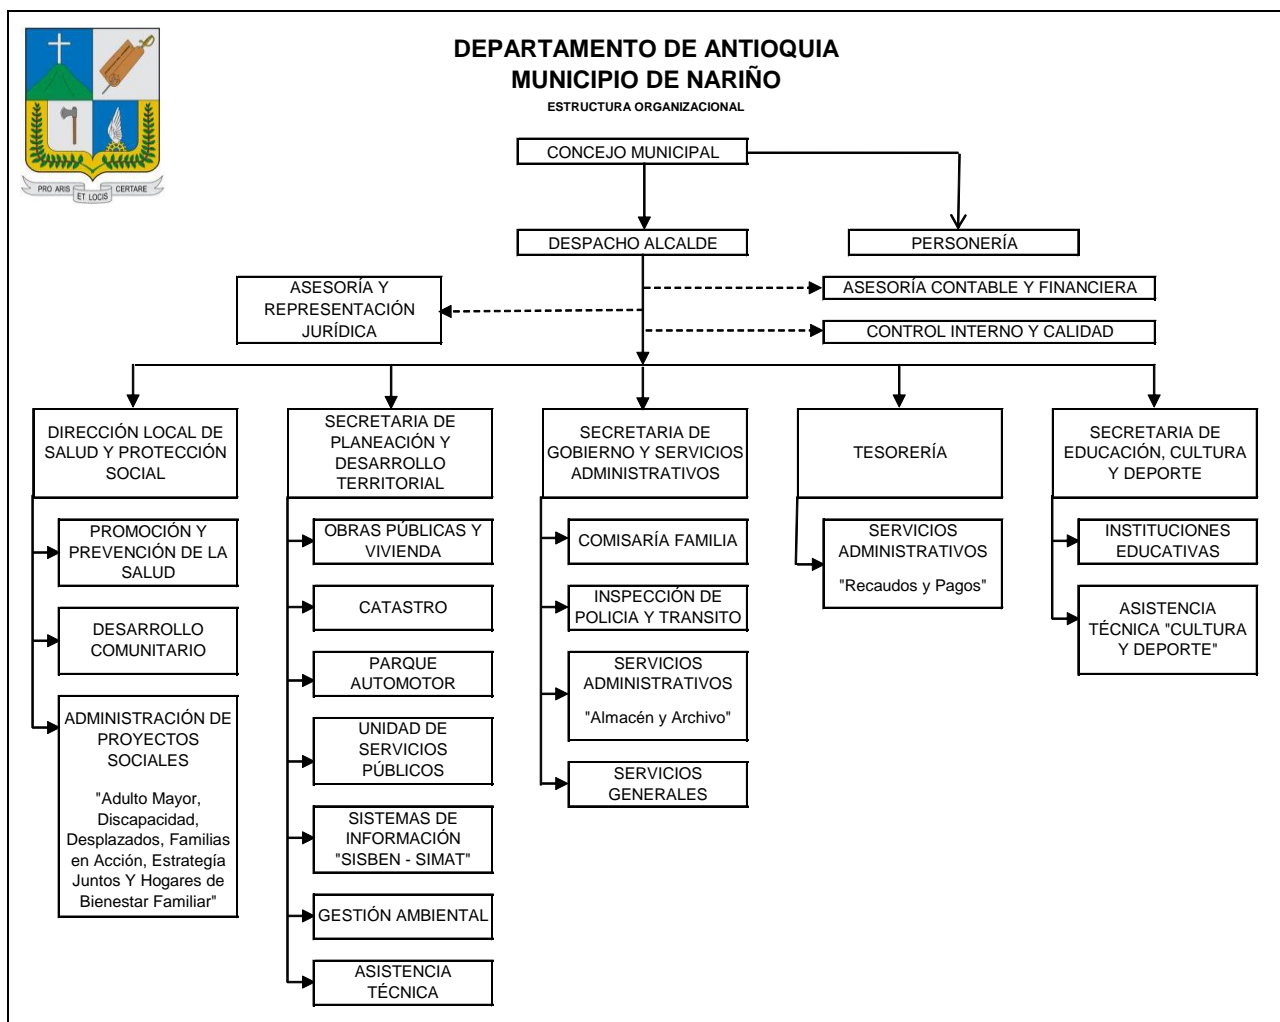 DEPARTAMENTO DE ANTIOQUIA
MUNICIPIO DE NARIÑO
ESTRUCTURA ORGANIZACIONAL
PRO ARIS
ET LOCIS
CERTARE
CONCEJO MUNICIPAL
DESPACHO ALCALDE
PERSONERÍA
ASESORÍA Y
REPRESENTACIÓN
JURÍDICA
ASESORÍA CONTABLE Y FINANCIERA
CONTROL INTERNO Y CALIDAD
DIRECCIÓN LOCAL DE
SALUD Y PROTECCIÓN
SOCIAL
PROMOCIÓN Y
PREVENCIÓN DE LA
SALUD
DESARROLLO
COMUNITARIO
ADMINISTRACIÓN DE
PROYECTOS
SOCIALES
"Adulto Mayor,
Discapacidad,
Desplazados, Familias
en Acción, Estrategía
Juntos Y Hogares de
Bienestar Familiar"
SECRETARIA DE
PLANEACIÓN Y
DESARROLLO
TERRITORIAL
OBRAS PÚBLICAS Y
VIVIENDA
CATASTRO
PARQUE
AUTOMOTOR
UNIDAD DE
SERVICIOS
PÚBLICOS
SISTEMAS DE
INFORMACIÓN
"SISBEN - SIMAT"
GESTIÓN AMBIENTAL
ASISTENCIA
TÉCNICA
SECRETARIA DE
GOBIERNO Y SERVICIOS
ADMINISTRATIVOS
COMISARÍA FAMILIA
INSPECCIÓN DE
POLICIA Y TRANSITO
SERVICIOS
ADMINISTRATIVOS
"Almacén y Archivo"
SERVICIOS
GENERALES
TESORERÍA
SERVICIOS
ADMINISTRATIVOS
"Recaudos y Pagos"
SECRETARIA DE
EDUCACIÓN, CULTURA
Y DEPORTE
INSTITUCIONES
EDUCATIVAS
ASISTENCIA
TÉCNICA "CULTURA
Y DEPORTE"